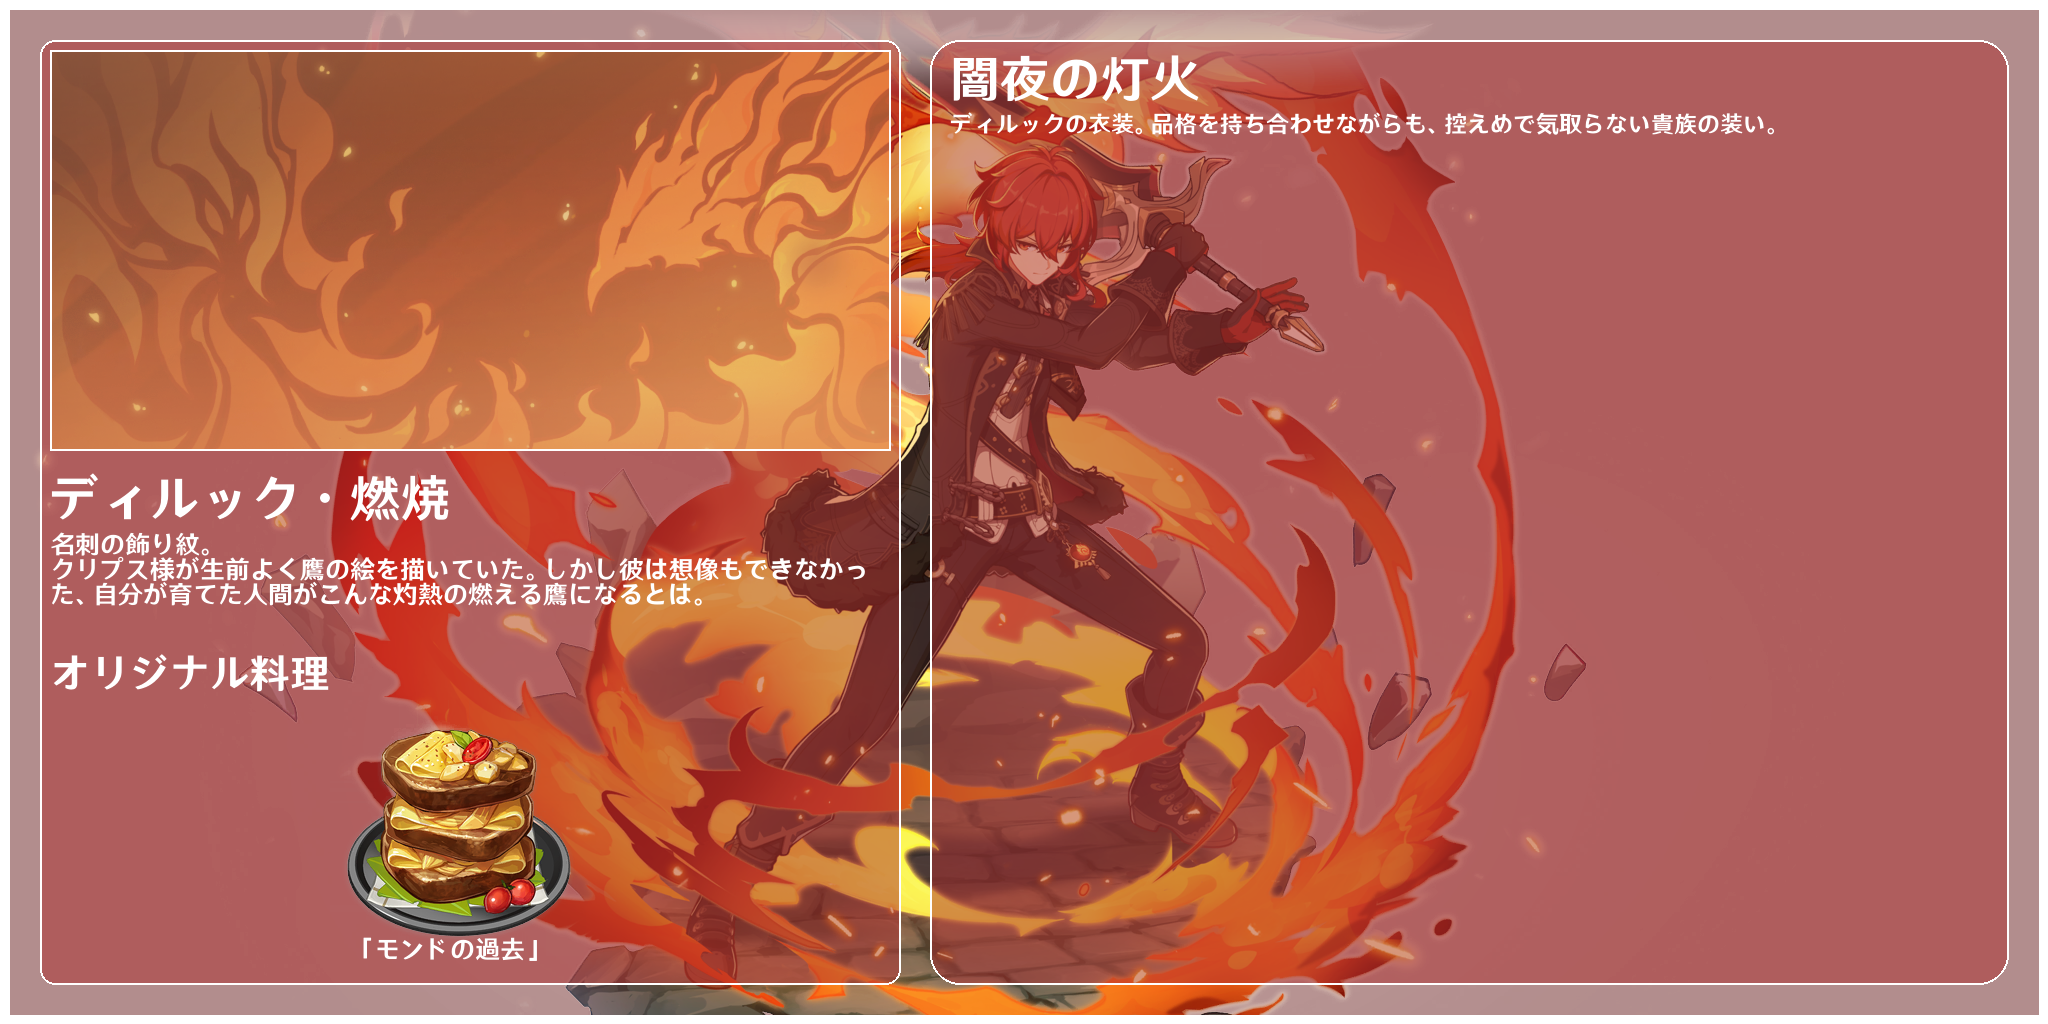 ディルック・燃焼
名刺の飾り紋。
クリプス様が生前よく鷹の絵を描いていた。しかし彼は想像もできなかっ
た、自分が育てた人間がこんな灼熱の燃える鷹になるとは。
オリジナル料理
「モンドの過去」
闇夜の灯火
ディルックの衣装。品格を持ち合わせながらも、控えめで気取らない貴族の装い。